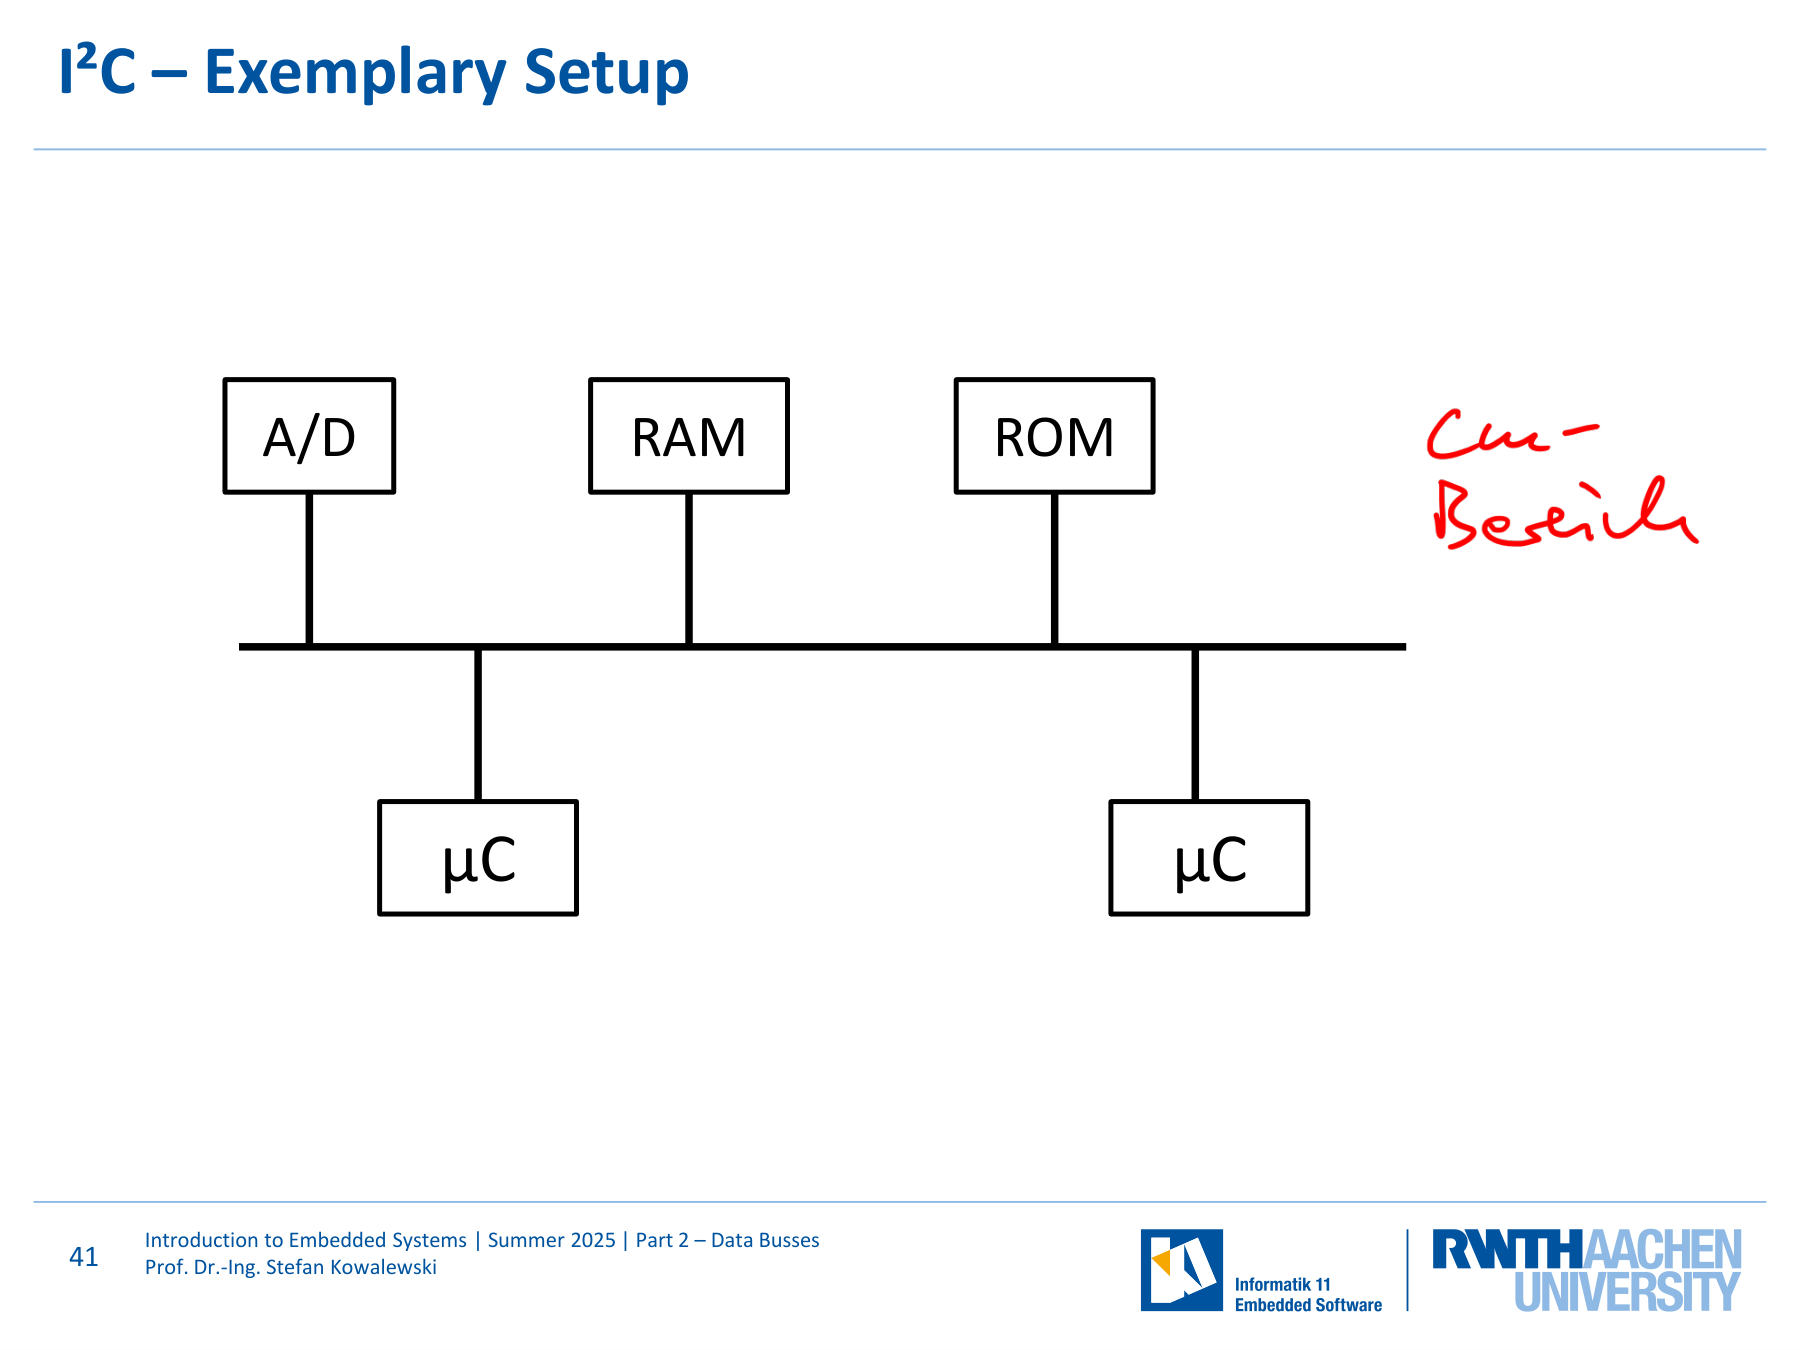 I²C – Exemplary Setup
A/D
RAM
ROM
Cm-
Bereich
µC
µC
41
Introduction to Embedded Systems | Summer 2025 | Part 2 – Data Busses
Prof. Dr.-Ing. Stefan Kowalewski
Informatik 11
Embedded Software
RWTHAACHEN
UNIVERSITY